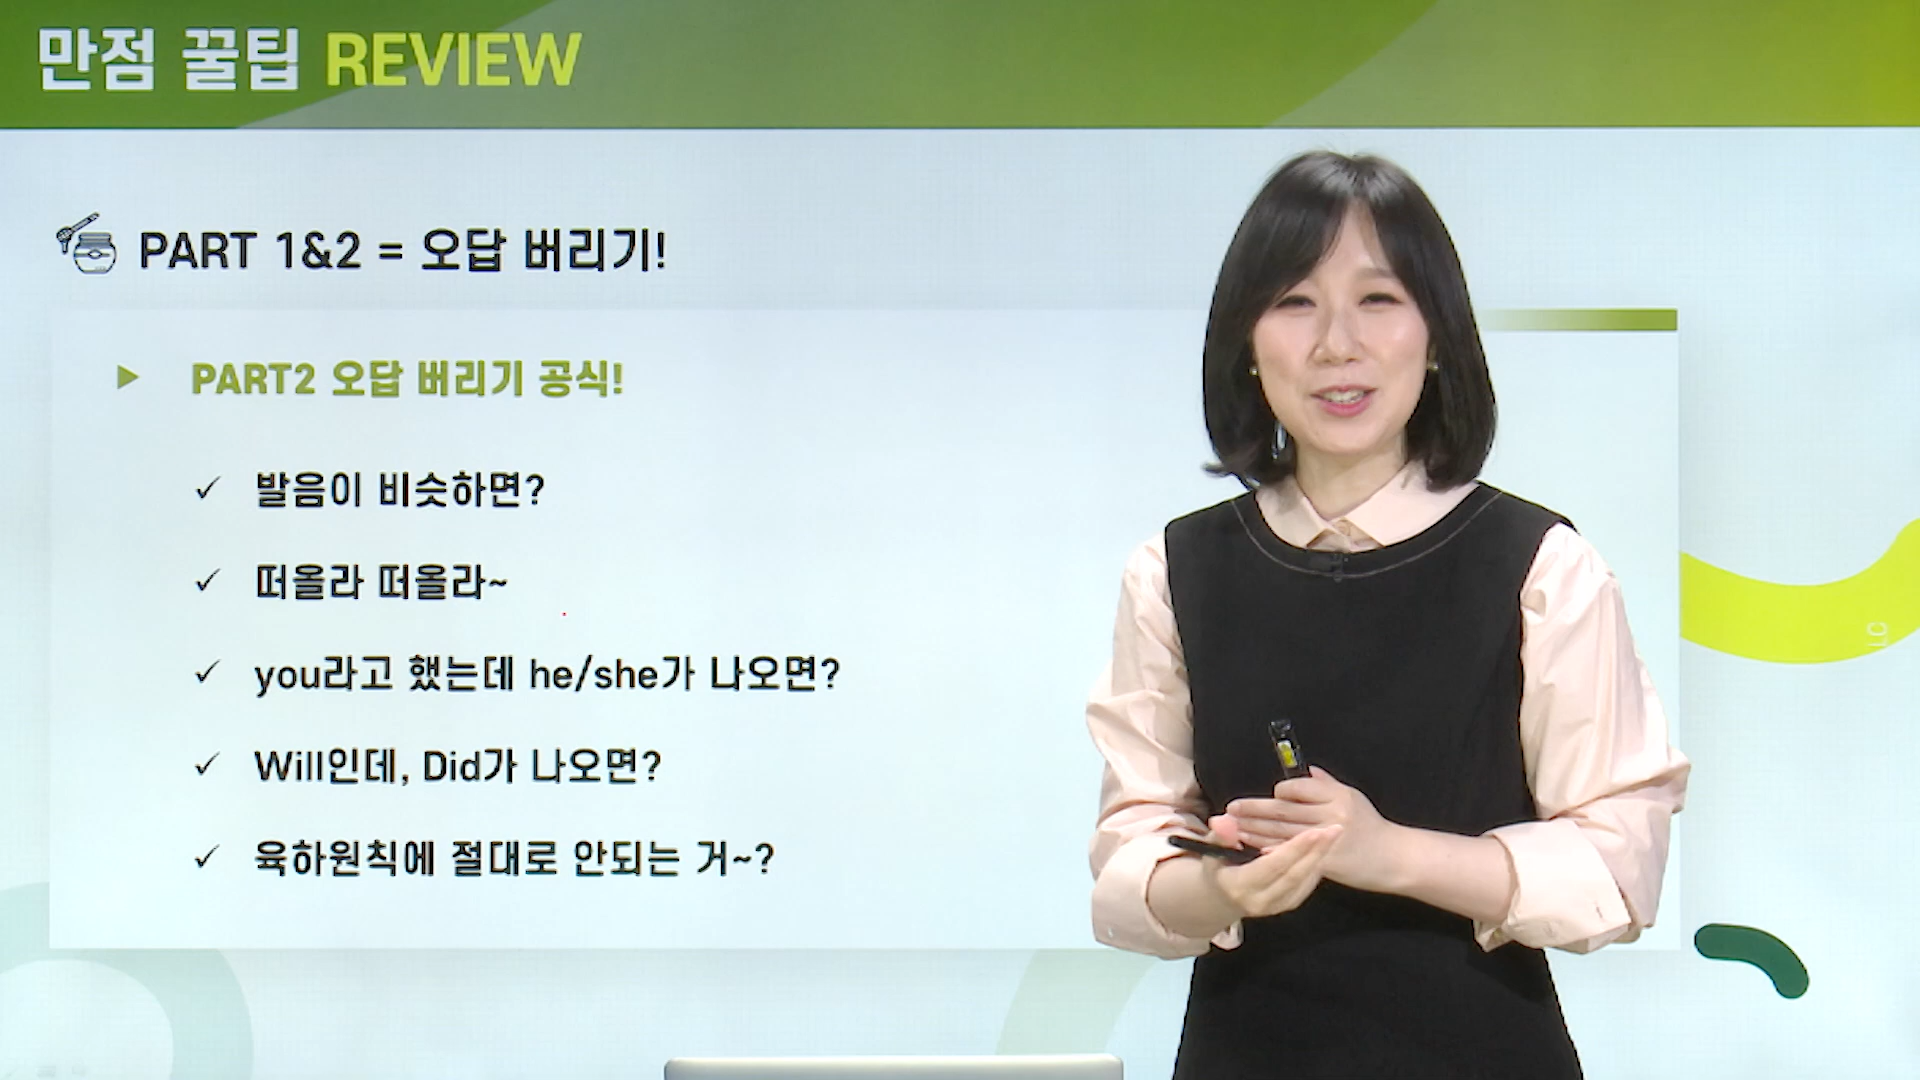 만점 꿀팁 REVIEW
PART 1&2 = 오답 버리기!
▶ PART2 오답 버리기 공식!
✓ 발음이 비슷하면?
✓ 떠올라 떠올라~
✓ you라고 했는데 he/she가 나오면?
✓ Will인데, Did가 나오면?
✓ 육하원칙에 절대로 안되는 거~?
LC